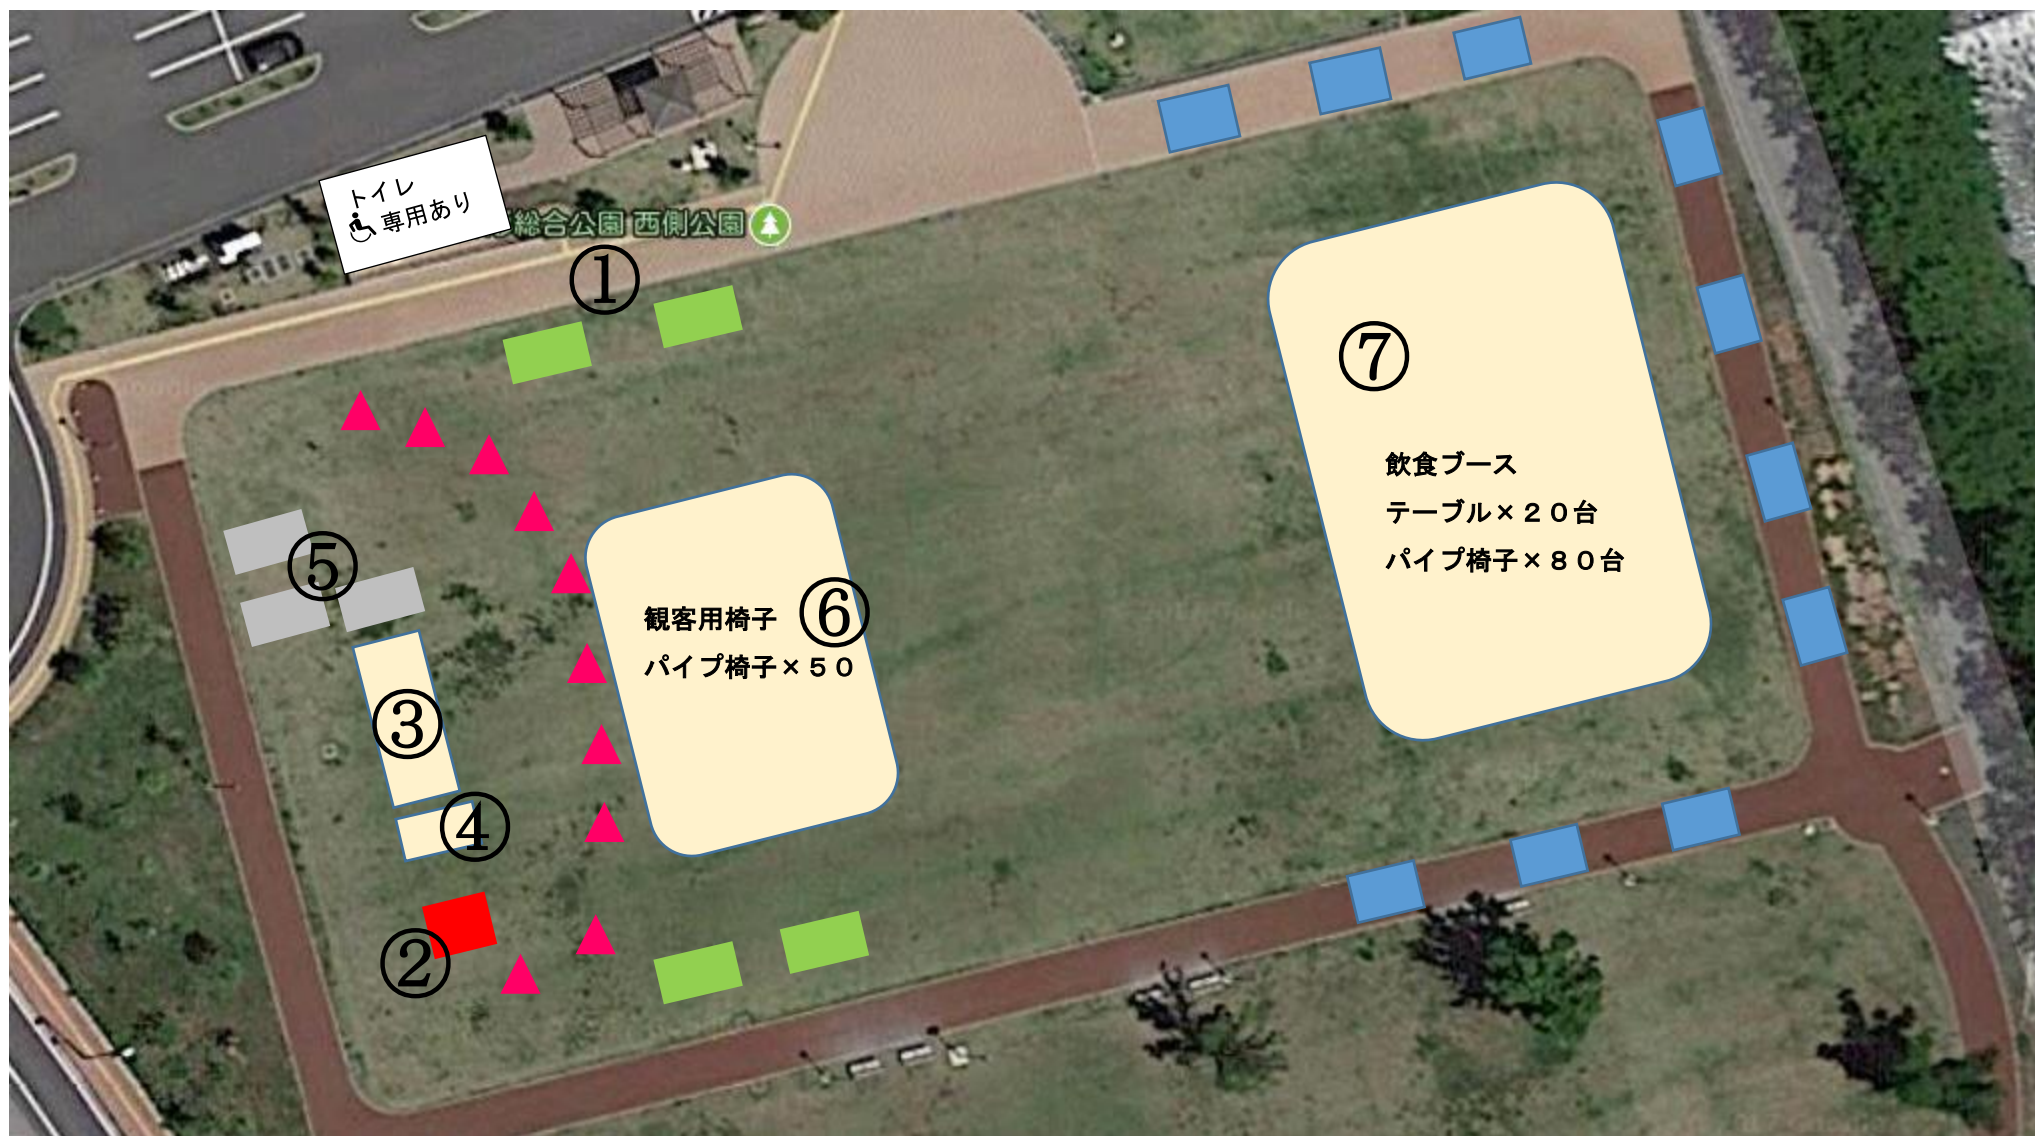 トイレ
専用あり
総合公園 西側公園
①
⑦
飲食ブース
テーブル×２０台
パイプ椅子×８０台
⑤
観客用椅子
⑥
パイプ椅子×５０
③
④
②